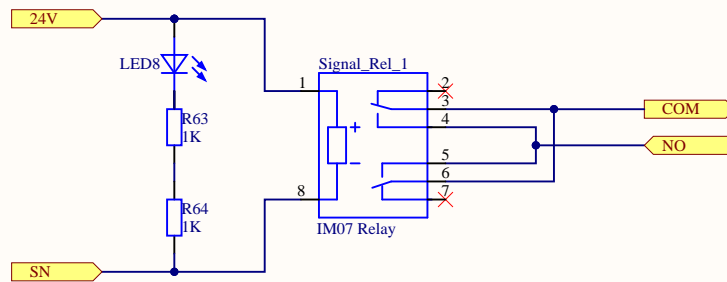 24V
LED8
Signal_Rel_1
1
2
3
COM
+
R63
1K
4
NO
5
6
8
7
R64
1K
IM07 Relay
SN